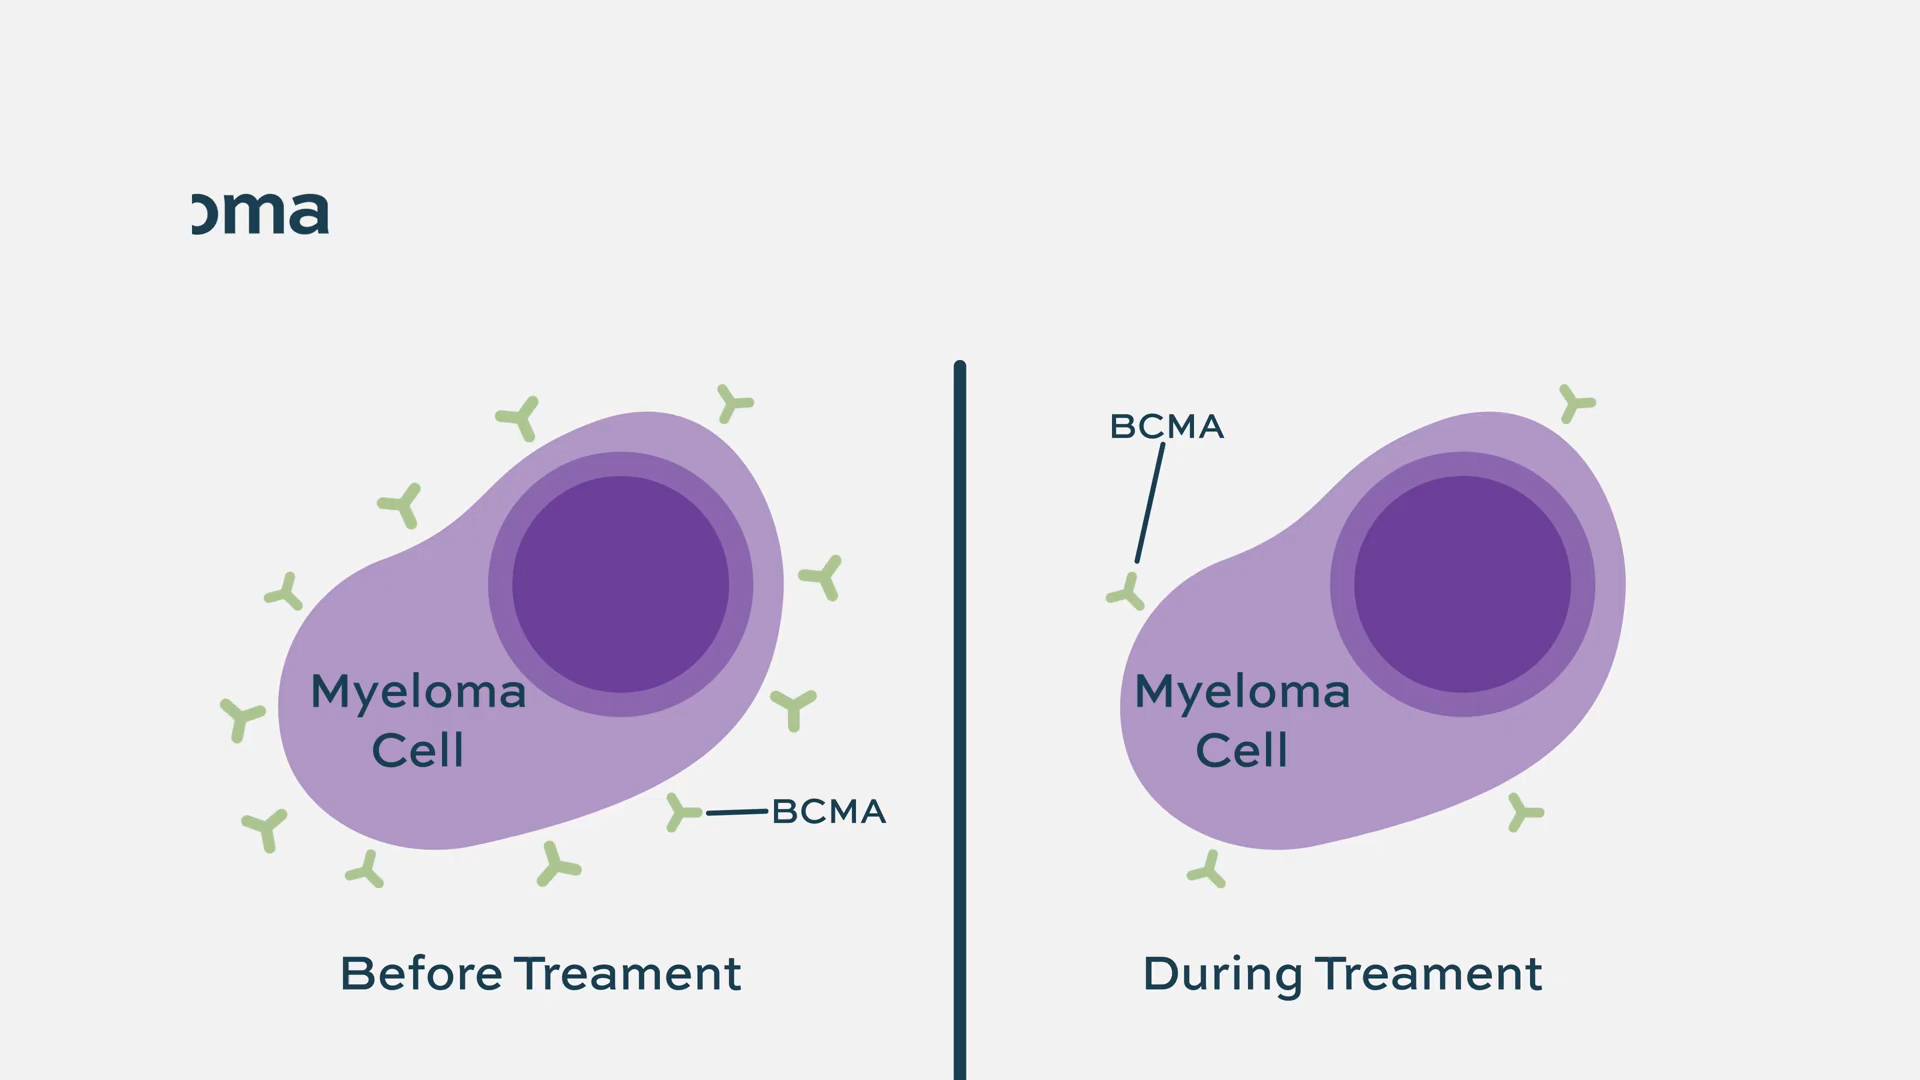 oma
BCMA
Myeloma
Cell
BCMA
Before Treament
Myeloma
Cell
During Treament